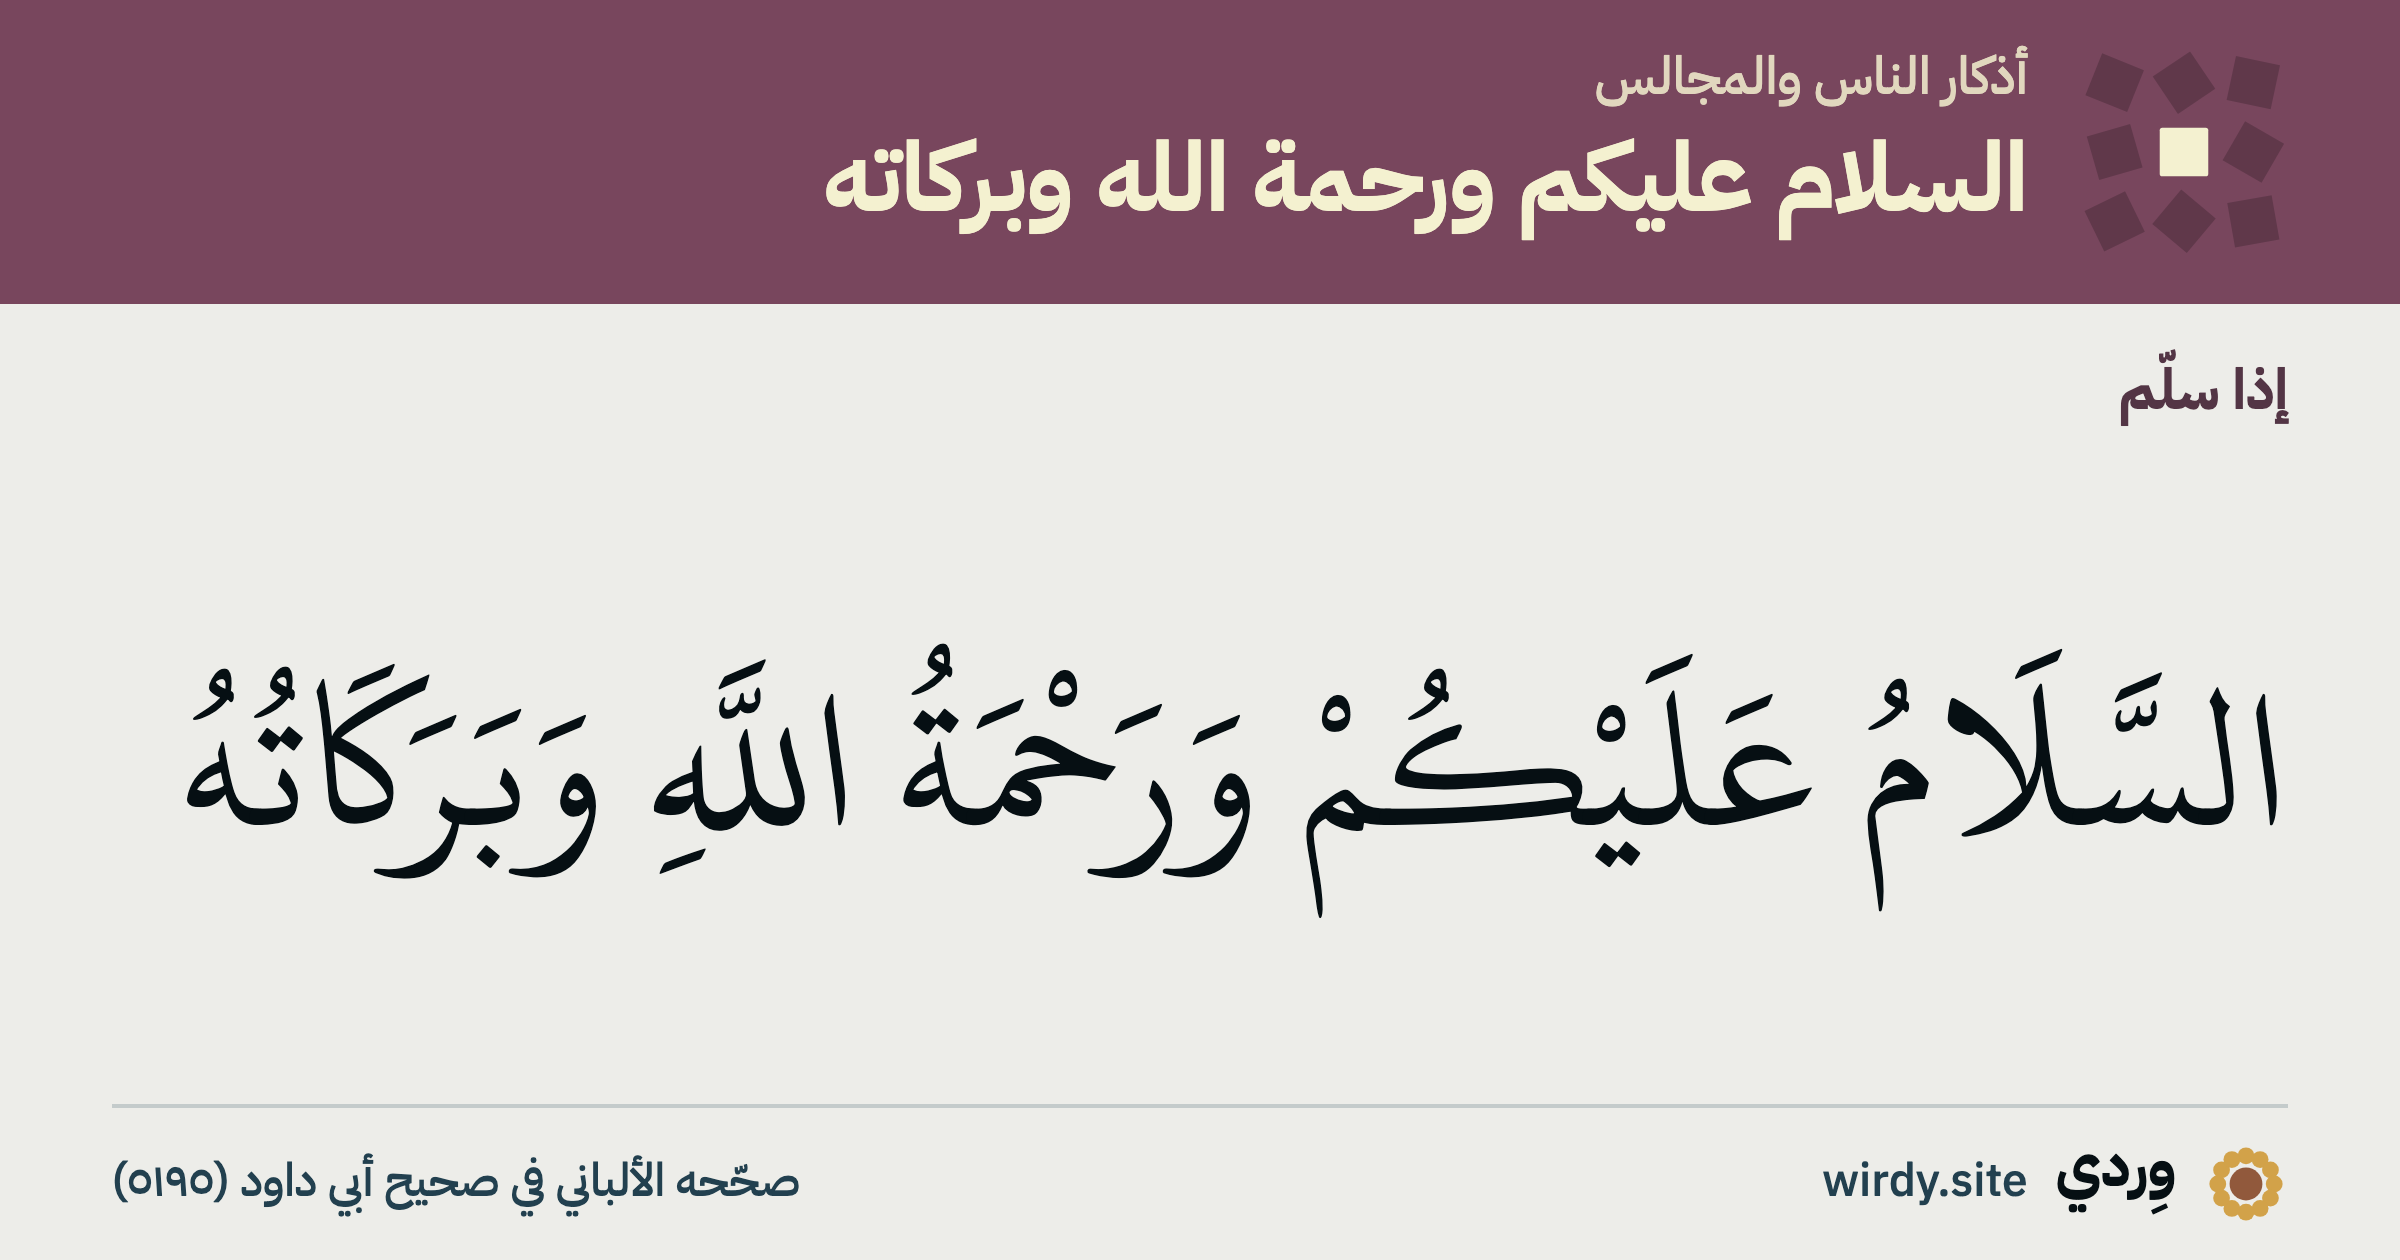 أذكار الناس والمجالس
السلام عليكم ورحمة الله وبركاته
إذا سلّم
السَّلَامُ عَلَيْكُمْ وَرَحْمَةُ اللَّهِ وَبَرَكَاتُهُ
وِردي wirdy.site
صحّحه الألباني في صحيح أبي داود (٥١٩٥)